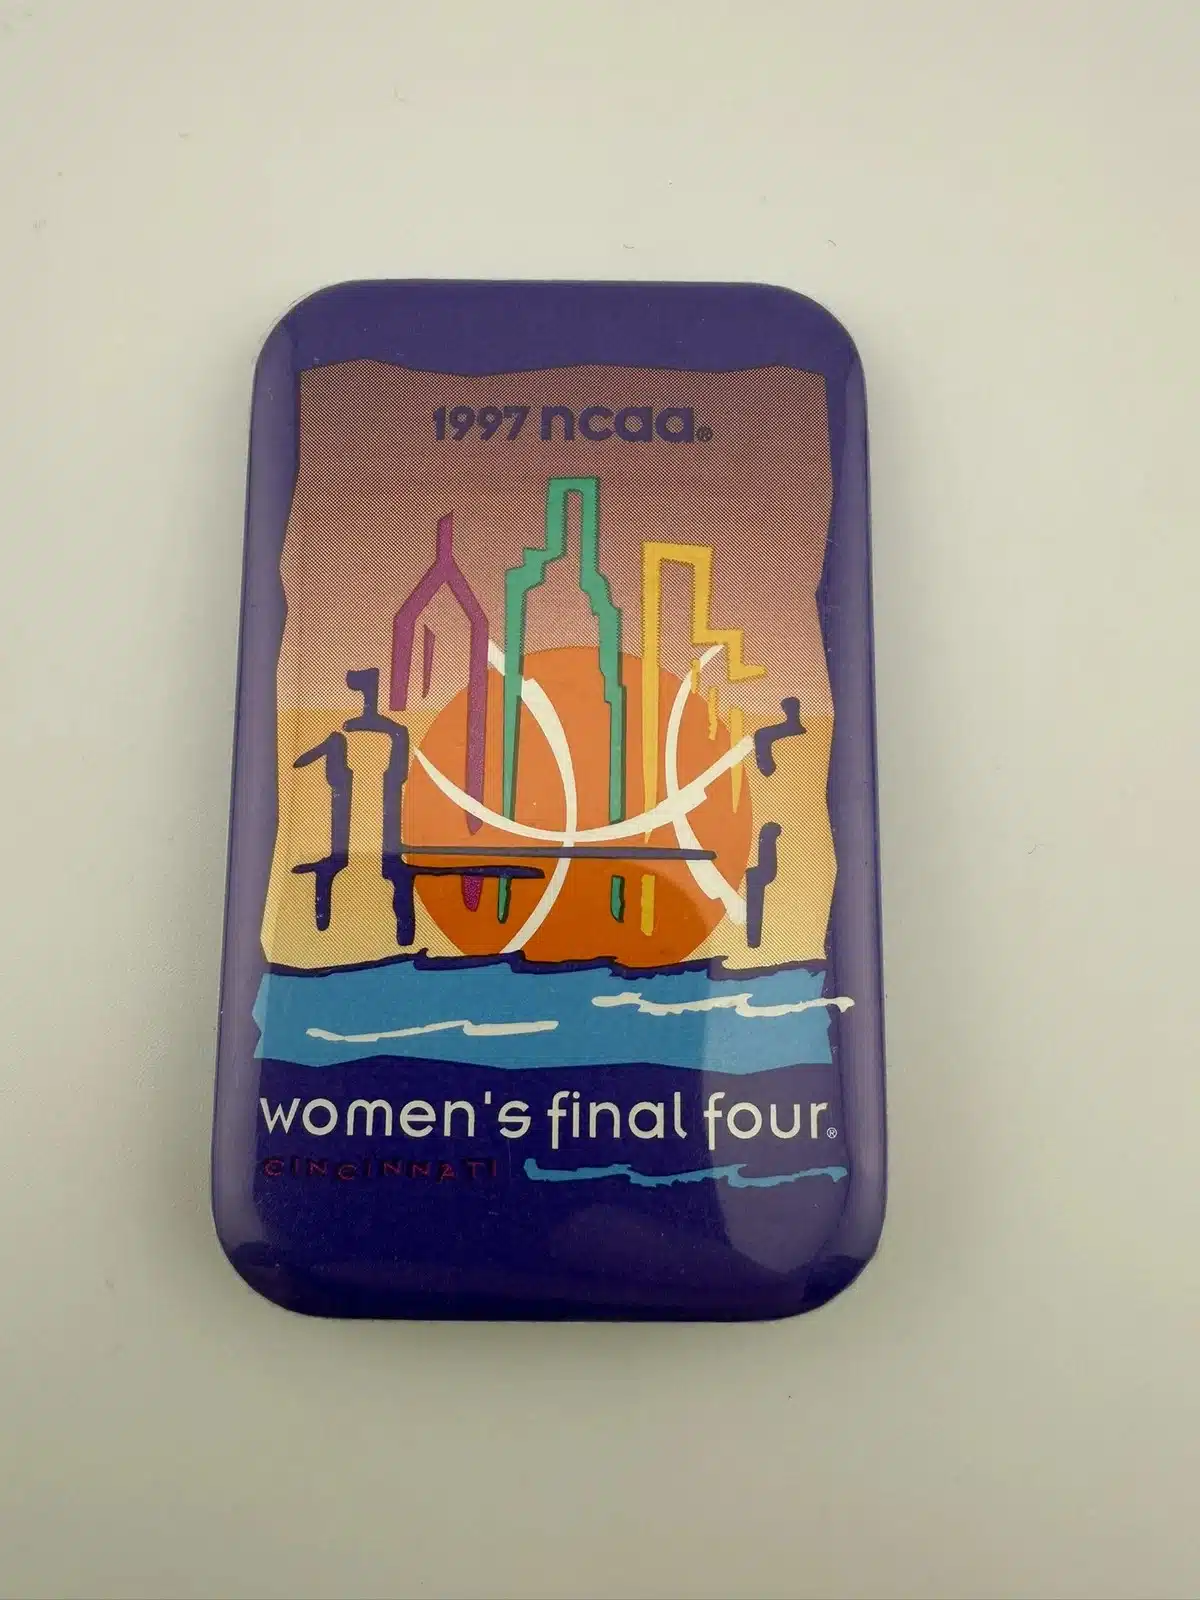 1997 ncaa®
women's final four®
CINCINNATI